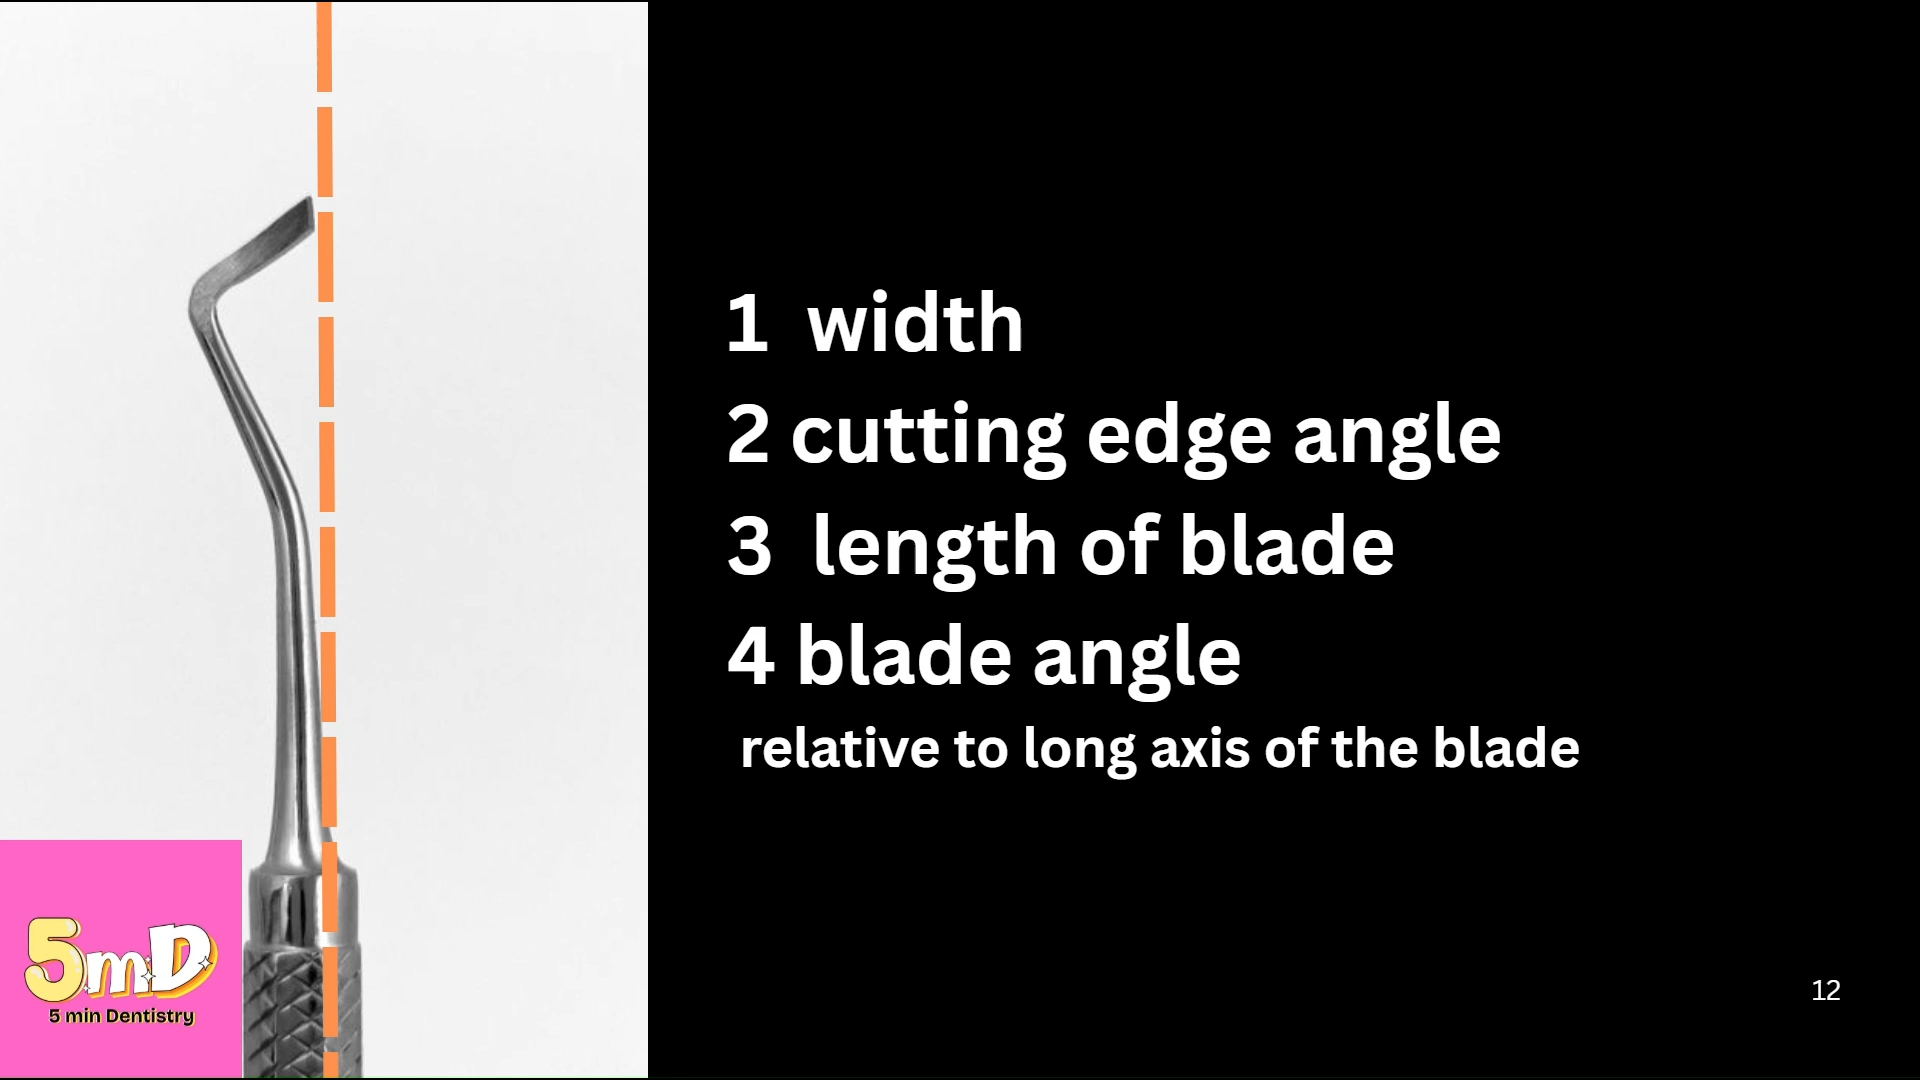 1 width
2 cutting edge angle
3 length of blade
4 blade angle
relative to long axis of the blade
5mD
5 min Dentistry
12